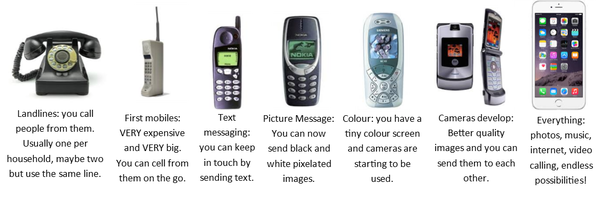 NOKIA
Landlines: you call
people from them.
Usually one per
household, maybe two
but use the same line.
First mobiles:
VERY expensive
and VERY big.
You can cell from
them on the go.
Text
messaging:
you can keep
in touch by
sending text.
Picture Message:
You can now
send black and
white pixelated
images.
Colour: you have a
tiny colour screen
and cameras are
starting to be
used.
Cameras develop:
Better quality
images and you can
send them to each
other.
Everything:
photos, music,
internet, video
calling, endless
possibilities!